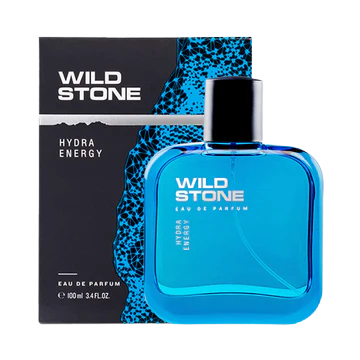 WILD
STONE
HYDRA
ENERGY
EAU DE PARFUM
℮ 100 ml 3.4 FL.OZ.
WILD
STONE
EAU DE PARFUM
HYDRA
ENERGY